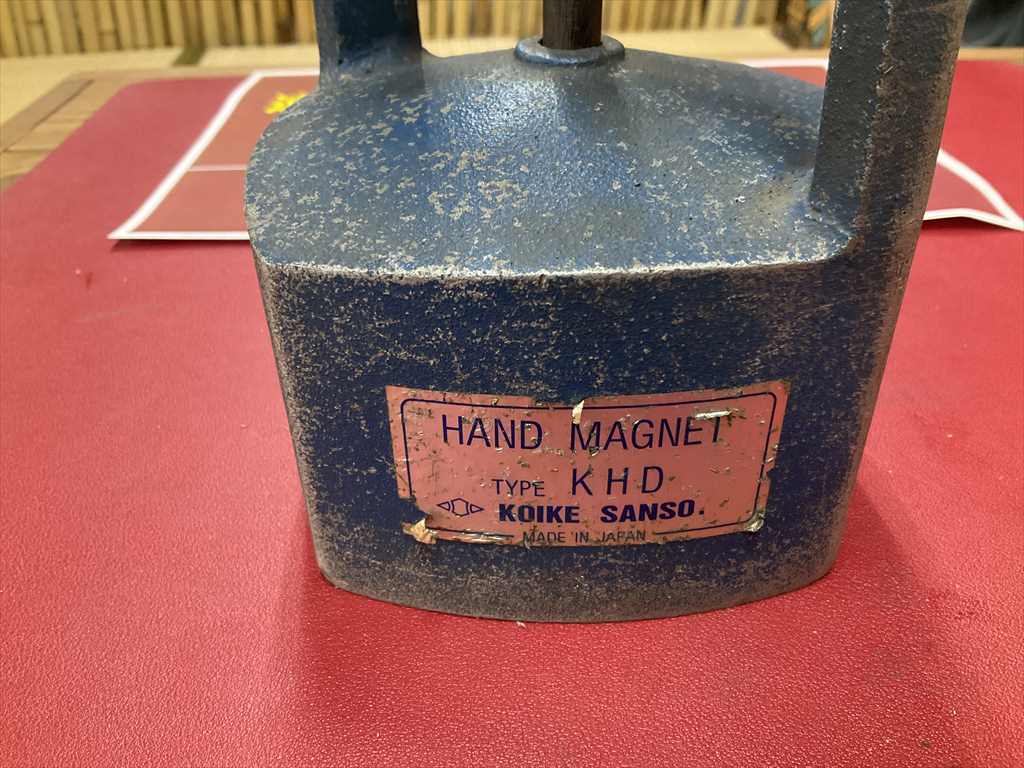 HAND MAGNET
TYPE KHD
KOIKE SANSO.
MADE IN JAPAN